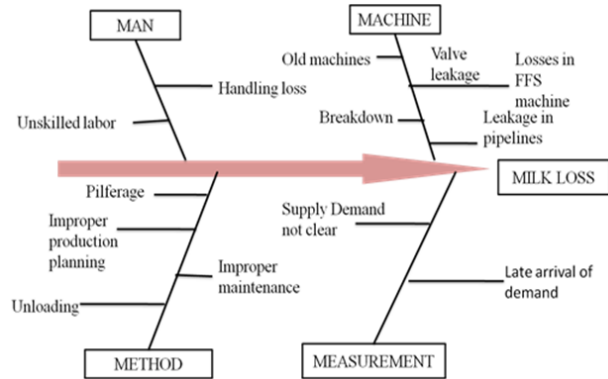 MAN
MACHINE
Old machines
Valve
leakage
Losses in
FFS
machine
Handling loss
Unskilled labor
Breakdown
Leakage in
pipelines
MILK LOSS
Pilferage
Improper
production
planning
Improper
maintenance
Unloading
Supply Demand
not clear
Late arrival of
demand
METHOD
MEASUREMENT